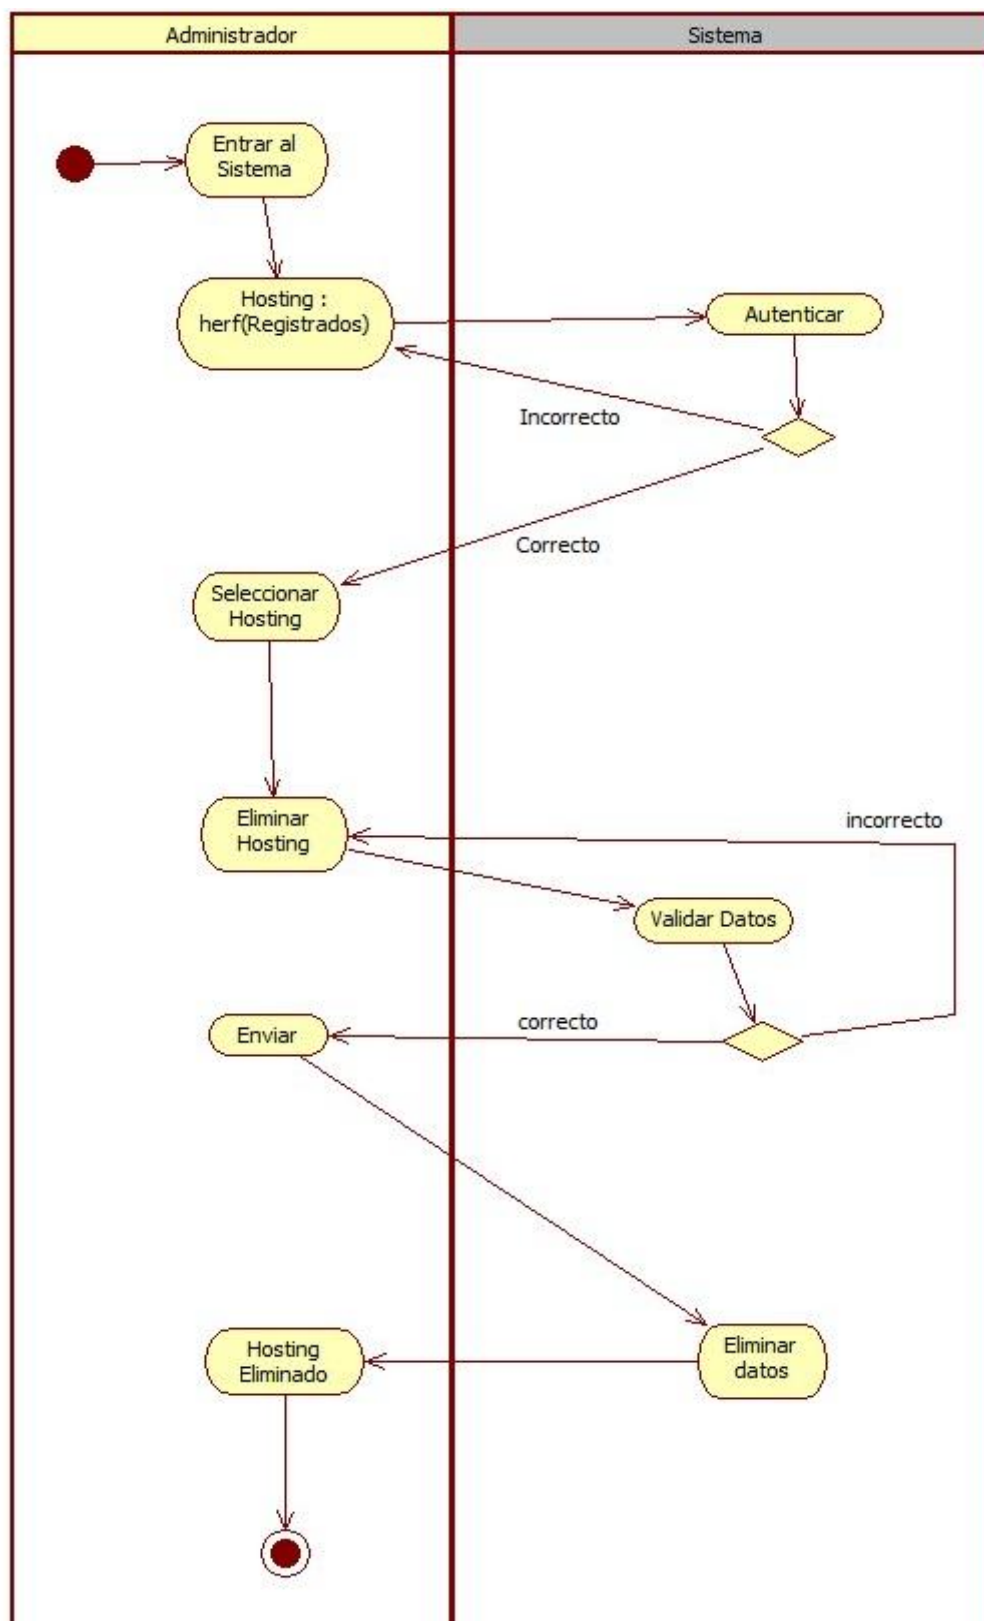 Administrador
Sistema
Entrar al
Sistema
Hosting :
herf(Registrados)
Autenticar
Incorrecto
Correcto
Seleccionar
Hosting
Eliminar
Hosting
incorrecto
Validar Datos
Enviar
correcto
Hosting
Eliminado
Eliminar
datos